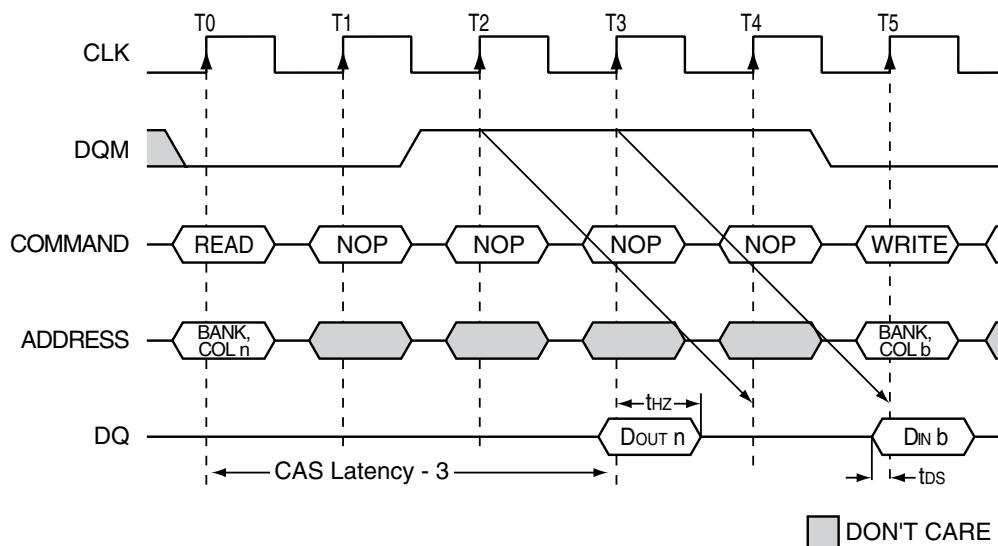 T0 T1 T2 T3 T4 T5
CLK
DQM
COMMAND READ NOP NOP NOP NOP WRITE
ADDRESS BANK, COL n BANK, COL b
tHZ
DQ DOUT n DIN b
CAS Latency - 3 tDS
DON'T CARE